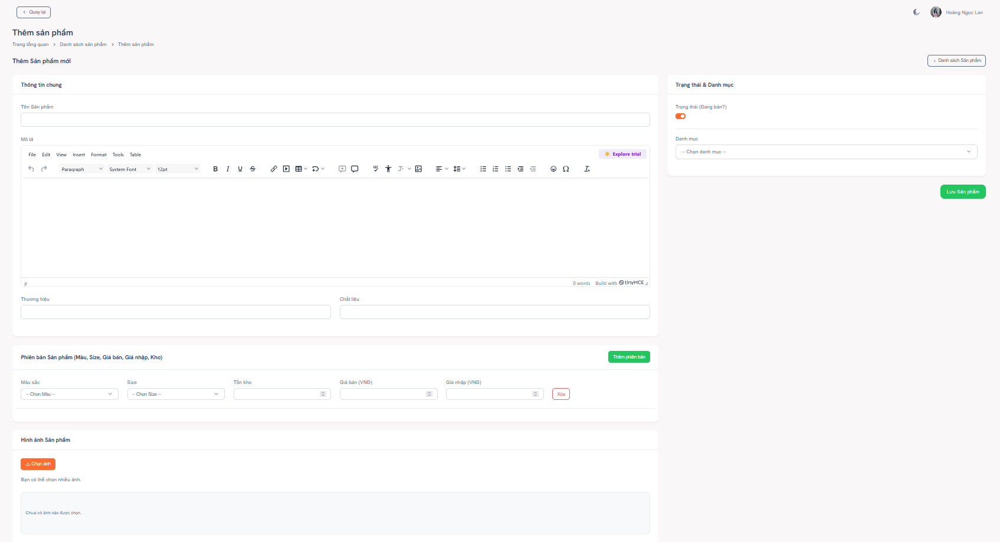 Quay lại
Hoàng Ngọc Lan
Thêm sản phẩm
Trang tổng quan > Danh sách sản phẩm > Thêm sản phẩm
Thêm Sản phẩm mới
Danh sách Sản phẩm
Thông tin chung
Tên Sản phẩm
Mô tả
File Edit View Insert Format Tools Table
Explore trial
Paragraph System Font 12pt
p
0 words Build with tinyMCE
Thương hiệu
Chất liệu
Phiên bản Sản phẩm (Màu, Size, Giá bán, Giá nhập, Kho)
Thêm phiên bản
Màu sắc Size Tồn kho Giá bán (VNĐ) Giá nhập (VNĐ)
-- Chọn Màu -- -- Chọn Size -- Xóa
Hình ảnh Sản phẩm
Chọn ảnh
Bạn có thể chọn nhiều ảnh.
Chưa có ảnh nào được chọn.
Trạng thái & Danh mục
Trạng thái (Đang bán?)
Danh mục
-- Chọn danh mục --
Lưu Sản phẩm